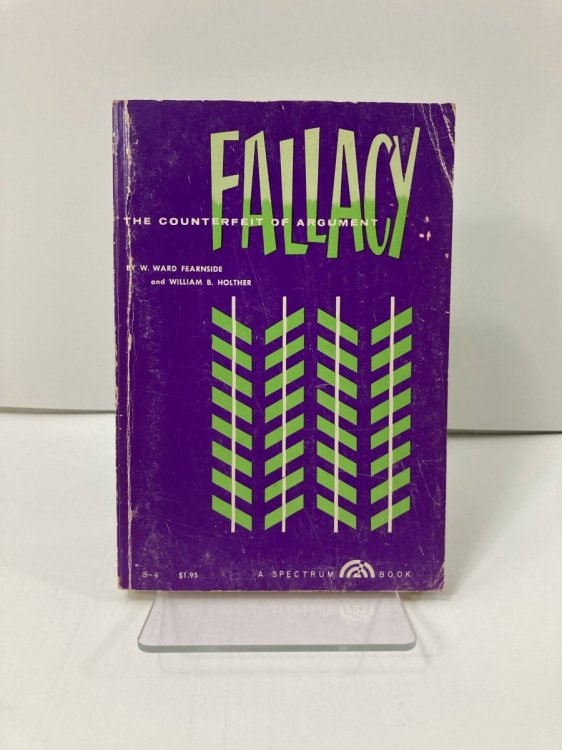 FALLACY
THE COUNTERFEIT OF ARGUMENT
BY W. WARD FEARNSIDE
and WILLIAM B. HOLTHER
S-4 $1.95 A SPECTRUM BOOK